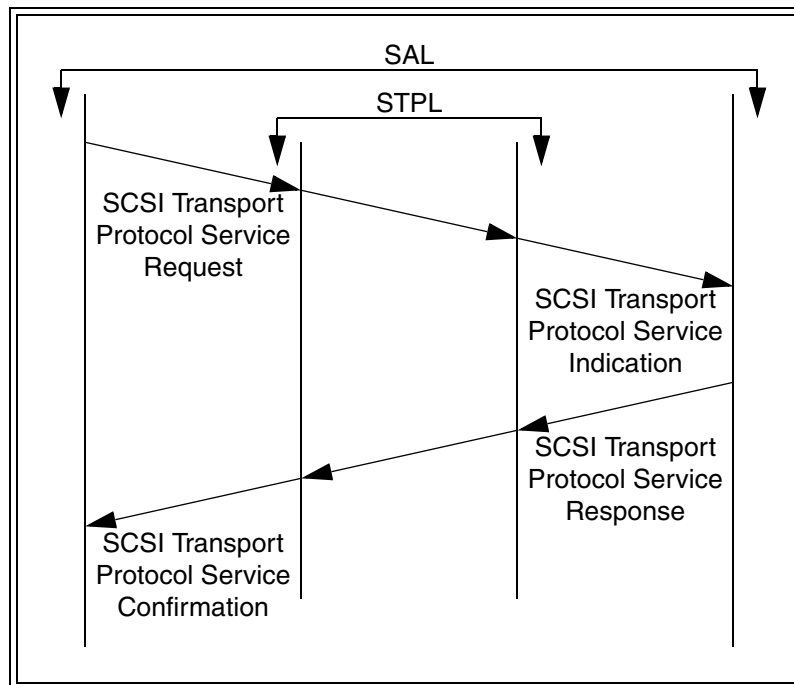 SAL
STPL
SCSI Transport
Protocol Service
Request
SCSI Transport
Protocol Service
Indication
SCSI Transport
Protocol Service
Response
SCSI Transport
Protocol Service
Confirmation